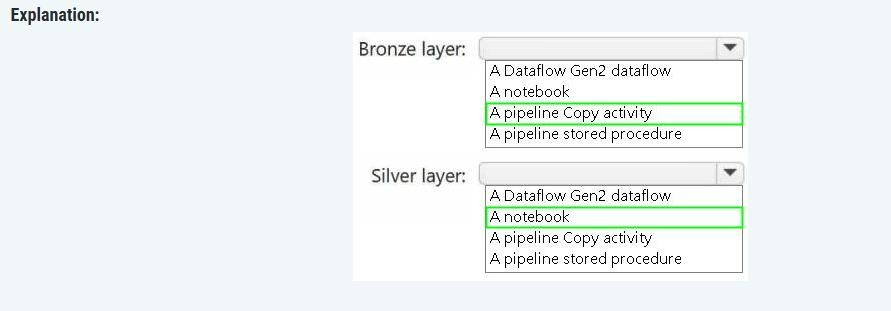 Explanation:
Bronze layer:
A Dataflow Gen2 dataflow
A notebook
A pipeline Copy activity
A pipeline stored procedure
Silver layer:
A Dataflow Gen2 dataflow
A notebook
A pipeline Copy activity
A pipeline stored procedure